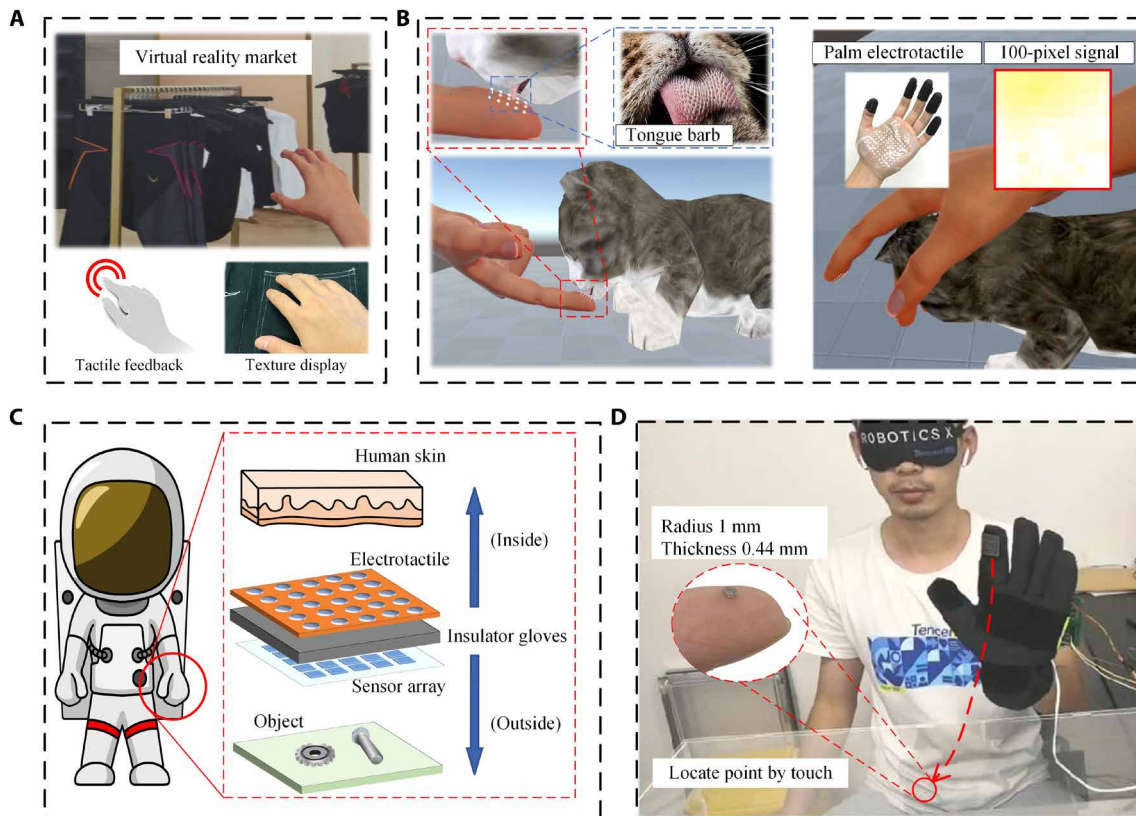 A
Virtual reality market
Tactile feedback
Texture display
B
Tongue barb
Palm electrotactile
100-pixel signal
C
Human skin
(Inside)
Electrotactile
Insulator gloves
Sensor array
(Outside)
Object
D
ROBOTICS X
Tencent
Radius 1 mm
Thickness 0.44 mm
Tencen
Locate point by touch